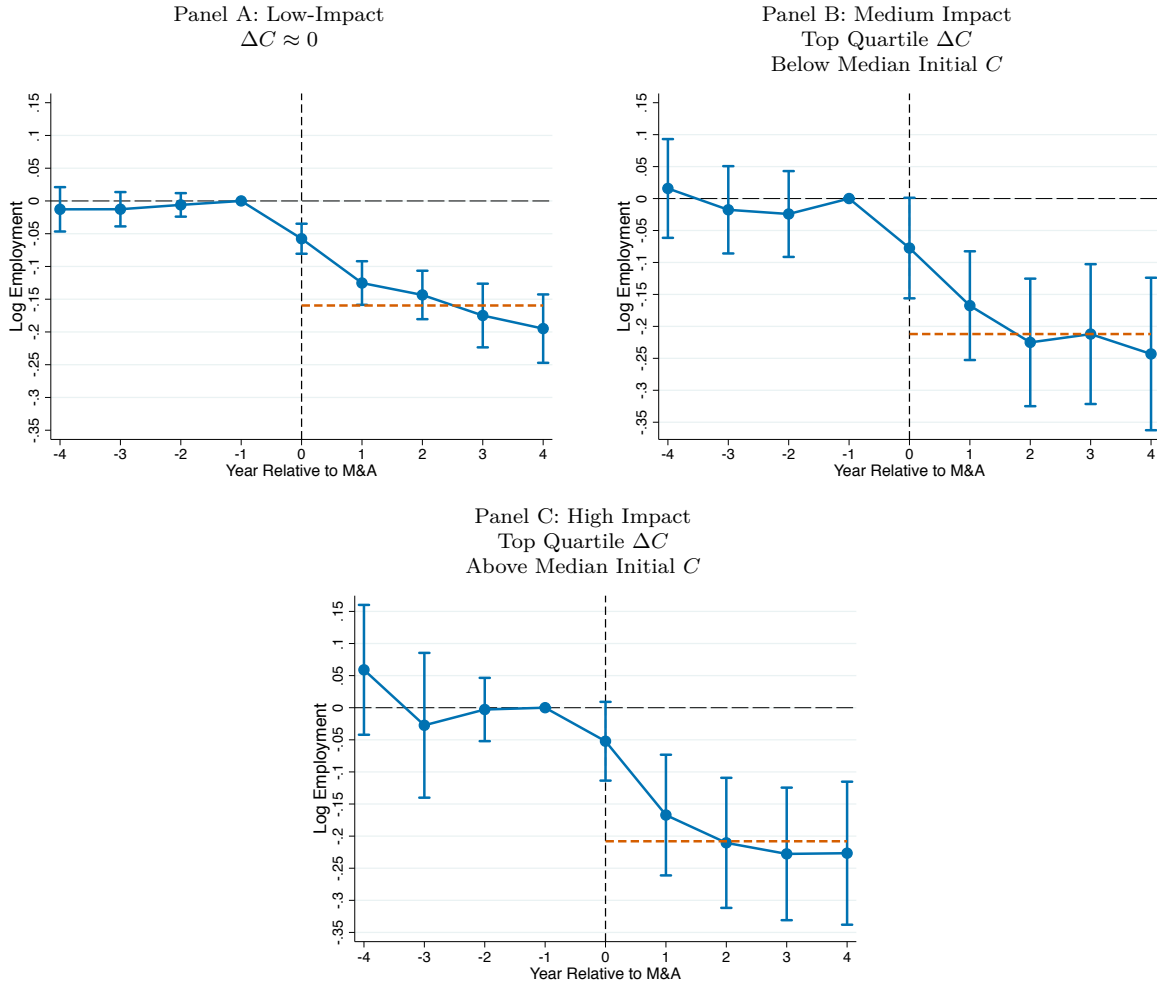 Panel A: Low-Impact
ΔC ≈ 0
Log Employment
.15
.1
.05
0
-.05
-.1
-.15
-.2
-.25
-.3
-.35
-4 -3 -2 -1 0 1 2 3 4
Year Relative to M&A
Panel B: Medium Impact
Top Quartile ΔC
Below Median Initial C
Log Employment
.15
.1
.05
0
-.05
-.1
-.15
-.2
-.25
-.3
-.35
-4 -3 -2 -1 0 1 2 3 4
Year Relative to M&A
Panel C: High Impact
Top Quartile ΔC
Above Median Initial C
Log Employment
.15
.1
.05
0
-.05
-.1
-.15
-.2
-.25
-.3
-.35
-4 -3 -2 -1 0 1 2 3 4
Year Relative to M&A